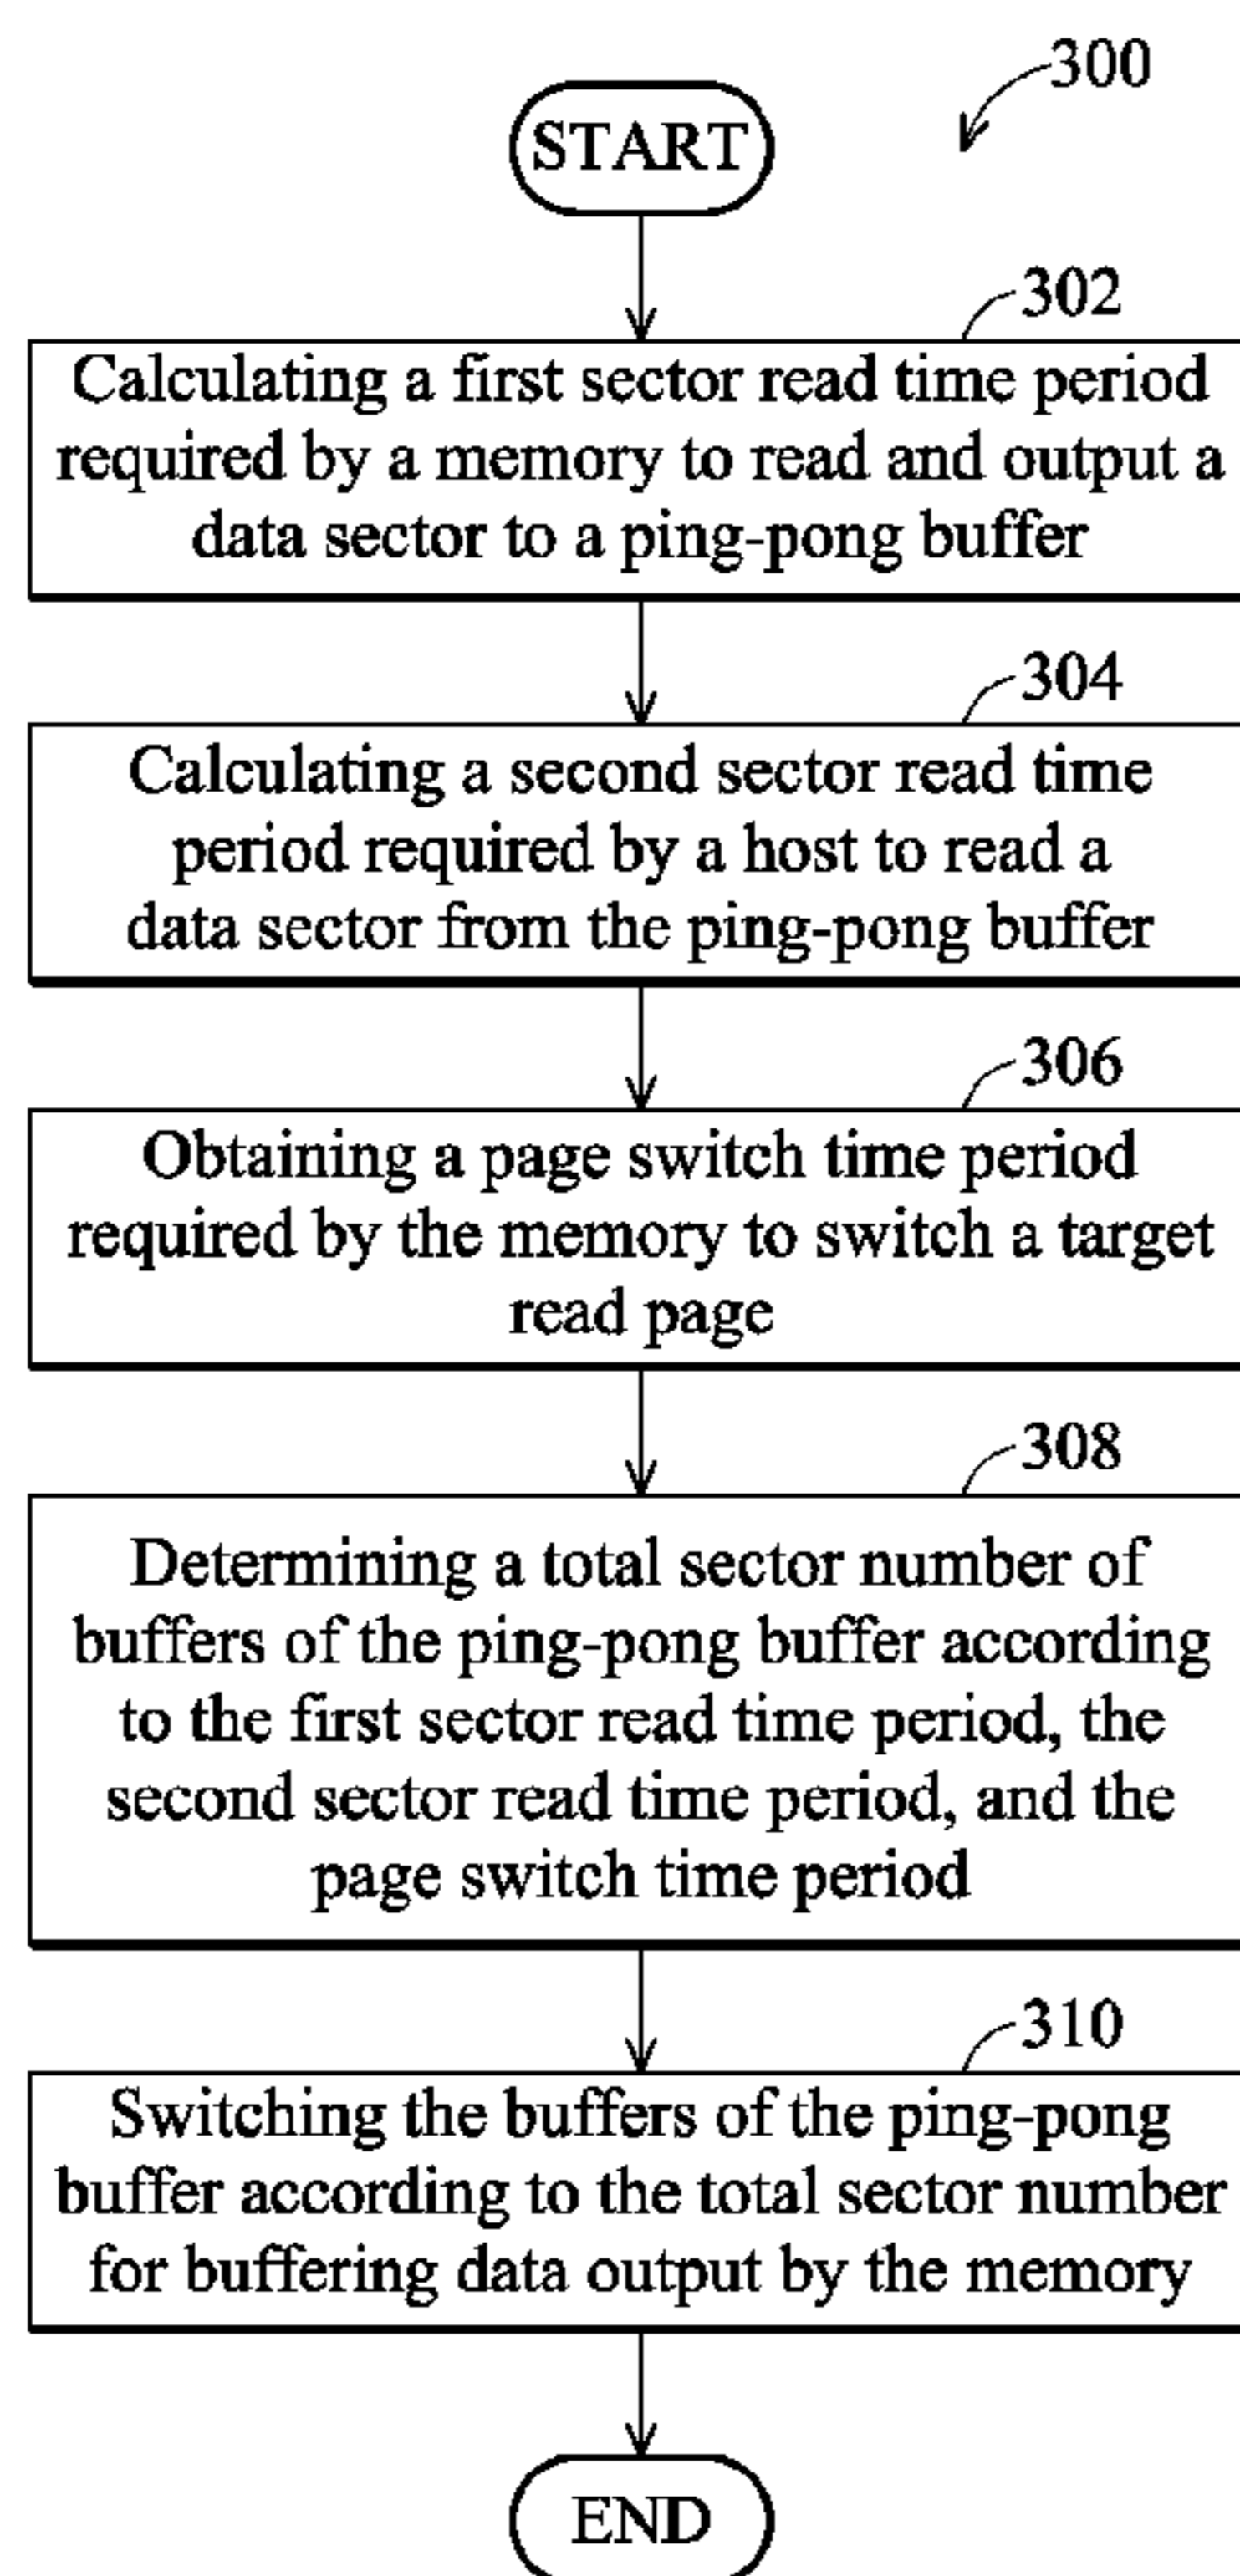 300
START
302
Calculating a first sector read time period
required by a memory to read and output a
data sector to a ping-pong buffer
304
Calculating a second sector read time
period required by a host to read a
data sector from the ping-pong buffer
306
Obtaining a page switch time period
required by the memory to switch a target
read page
308
Determining a total sector number of
buffers of the ping-pong buffer according
to the first sector read time period, the
second sector read time period, and the
page switch time period
310
Switching the buffers of the ping-pong
buffer according to the total sector number
for buffering data output by the memory
END